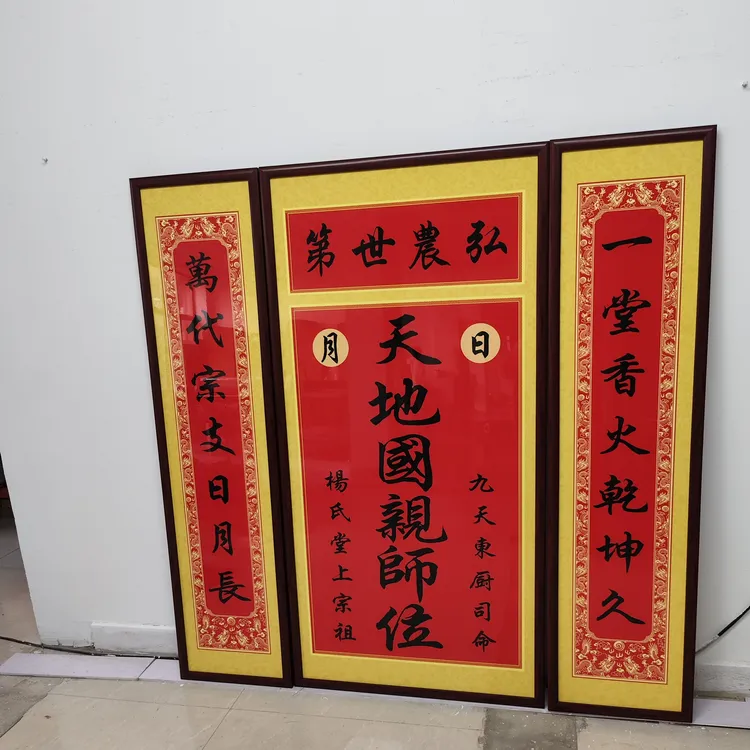 弘農世第
一堂香火乾坤久
日
月
九天東厨司命
天地國親師位
楊氏堂上宗祖
萬代宗支日月長